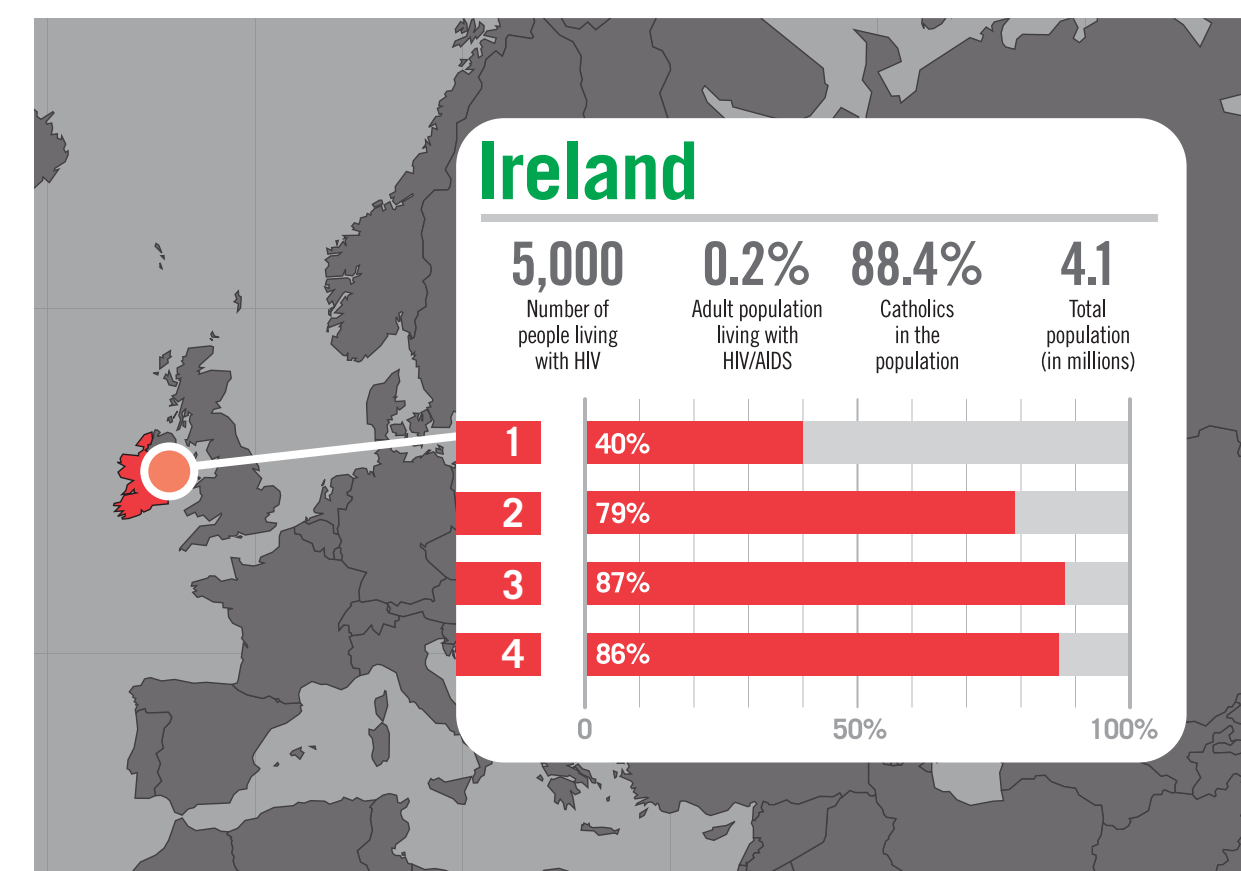 Ireland
5,000
Number of
people living
with HIV
0.2%
Adult population
living with
HIV/AIDS
88.4%
Catholics
in the
population
4.1
Total
population
(in millions)
1
40%
2
79%
3
87%
4
86%
0
50%
100%